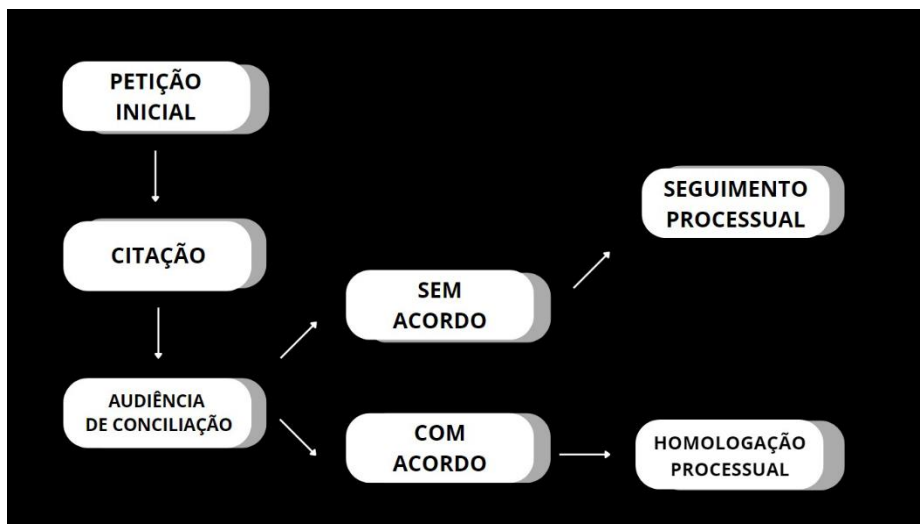 PETIÇÃO
INICIAL
CITAÇÃO
AUDIÊNCIA
DE CONCILIAÇÃO
SEM
ACORDO
COM
ACORDO
SEGUIMENTO
PROCESSUAL
HOMOLOGAÇÃO
PROCESSUAL